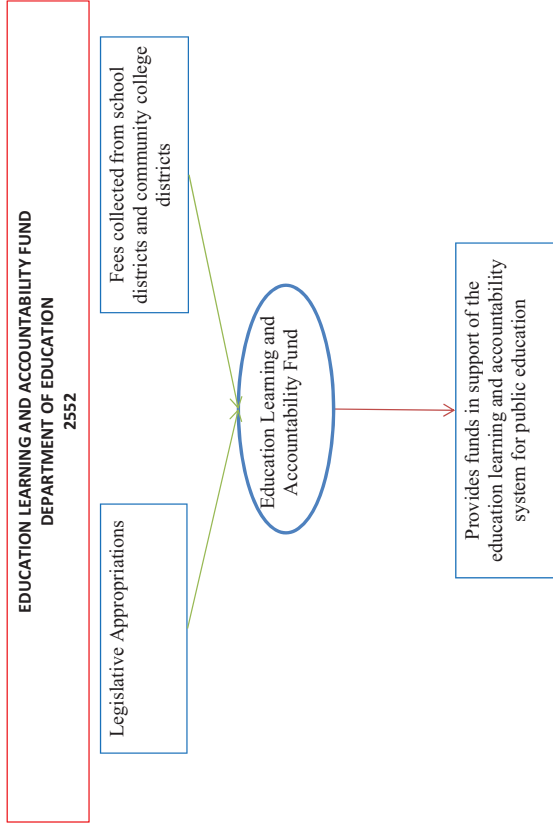 EDUCATION LEARNING AND ACCOUNTABILITY FUND
DEPARTMENT OF EDUCATION
2552
Legislative Appropriations
Fees collected from school
districts and community college
districts
Education Learning and
Accountability Fund
Provides funds in support of the
education learning and accountability
system for public education